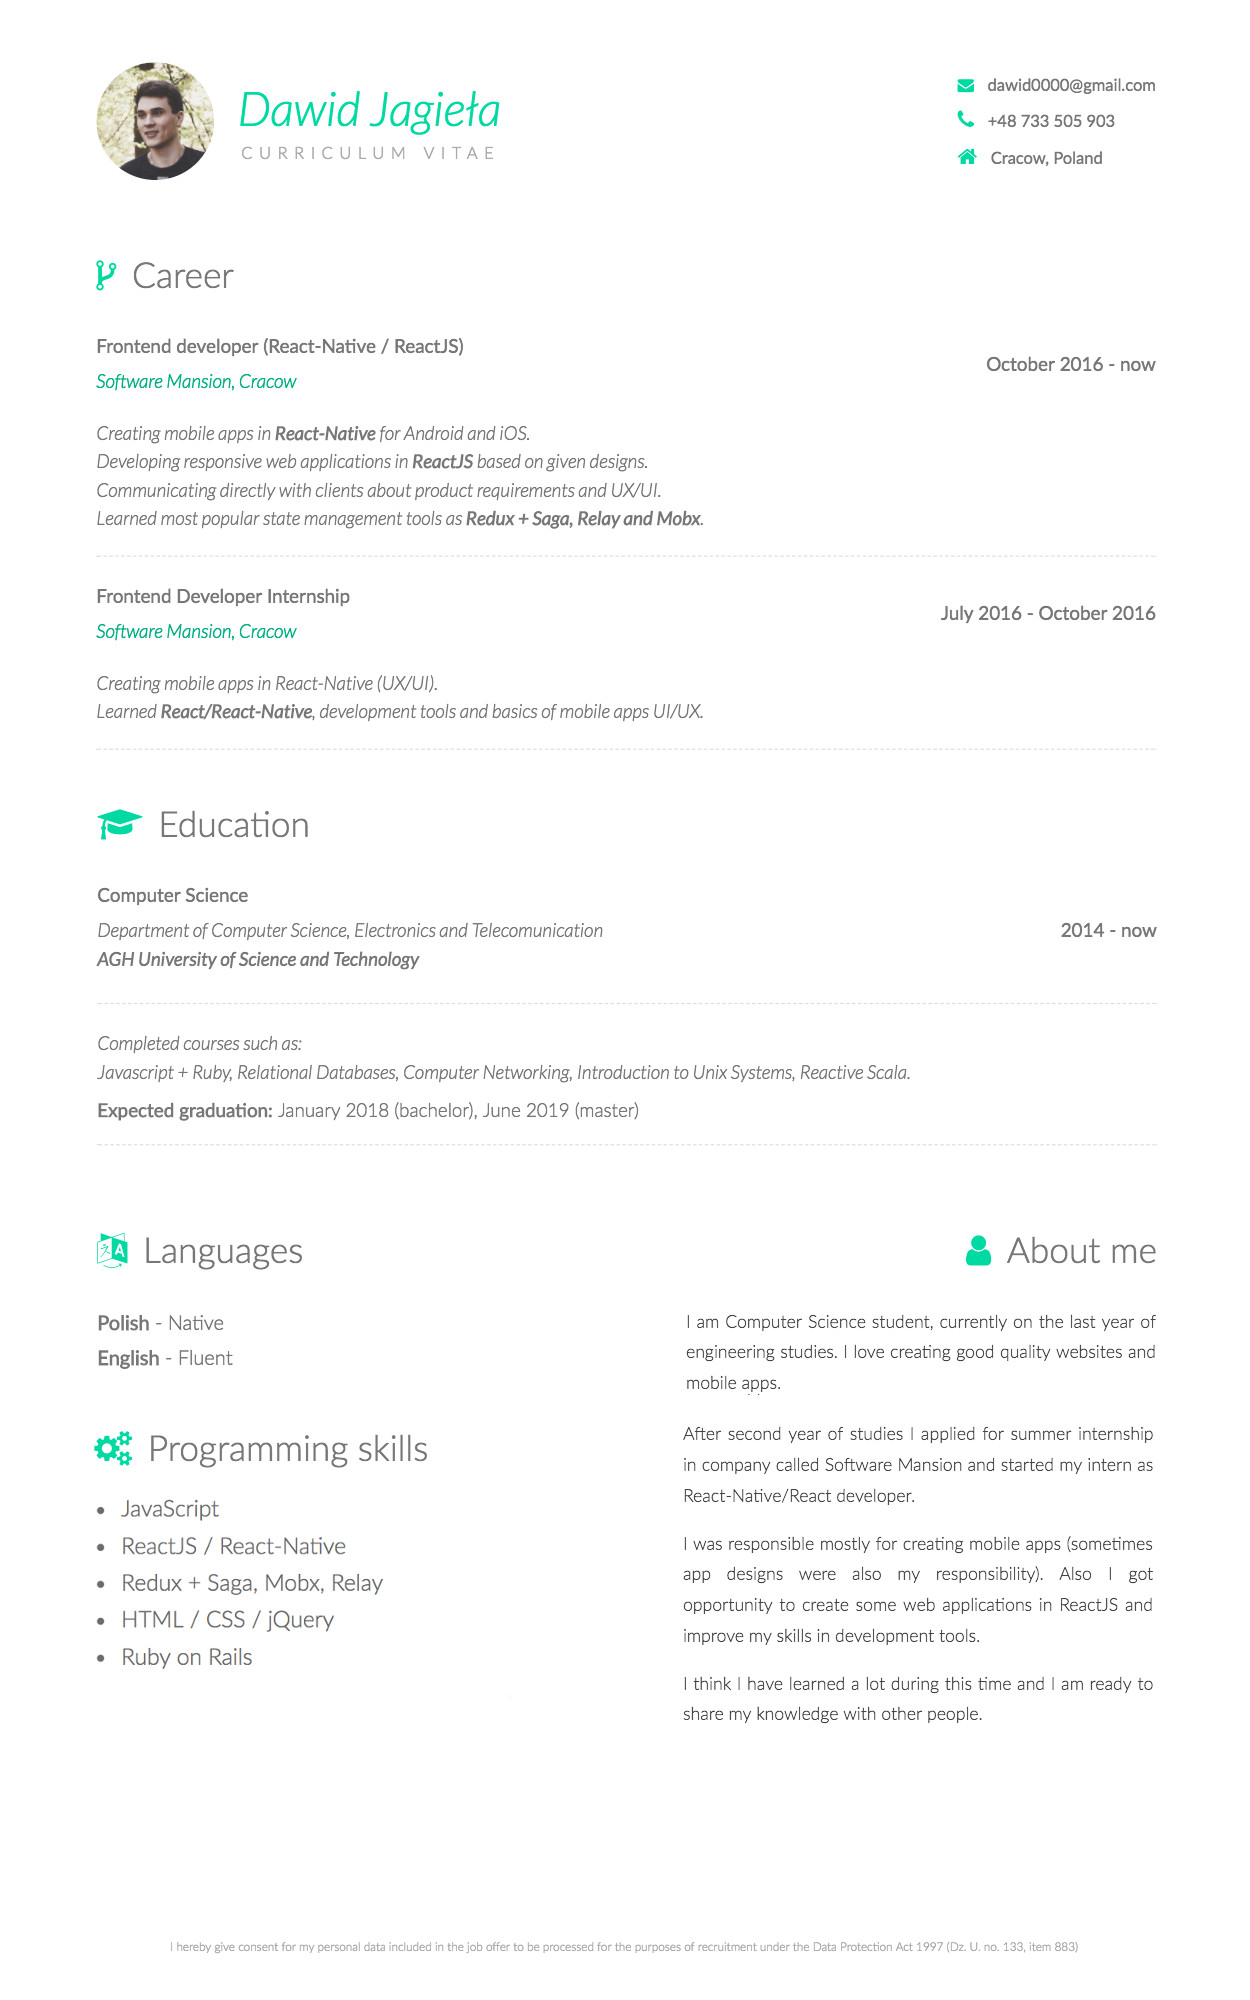 Dawid Jagieła
CURRICULUM VITAE
dawid0000@gmail.com
+48 733 505 903
Cracow, Poland
Career
Frontend developer (React-Native / ReactJS)
Software Mansion, Cracow
October 2016 - now
Creating mobile apps in React-Native for Android and iOS.
Developing responsive web applications in ReactJS based on given designs.
Communicating directly with clients about product requirements and UX/UI.
Learned most popular state management tools as Redux + Saga, Relay and Mobx.
Frontend Developer Internship
Software Mansion, Cracow
July 2016 - October 2016
Creating mobile apps in React-Native (UX/UI).
Learned React/React-Native, development tools and basics of mobile apps UI/UX.
Education
Computer Science
Department of Computer Science, Electronics and Telecomunication
AGH University of Science and Technology
2014 - now
Completed courses such as:
Javascript + Ruby, Relational Databases, Computer Networking, Introduction to Unix Systems, Reactive Scala.
Expected graduation: January 2018 (bachelor), June 2019 (master)
Languages
Polish - Native
English - Fluent
Programming skills
• JavaScript
• ReactJS / React-Native
• Redux + Saga, Mobx, Relay
• HTML / CSS / jQuery
• Ruby on Rails
About me
I am Computer Science student, currently on the last year of
engineering studies. I love creating good quality websites and
mobile apps.
After second year of studies I applied for summer internship
in company called Software Mansion and started my intern as
React-Native/React developer.
I was responsible mostly for creating mobile apps (sometimes
app designs were also my responsibility). Also I got
opportunity to create some web applications in ReactJS and
improve my skills in development tools.
I think I have learned a lot during this time and I am ready to
share my knowledge with other people.
I hereby give consent for my personal data included in the job offer to be processed for the purposes of recruitment under the Data Protection Act 1997 (Dz. U. no. 133, item 883)